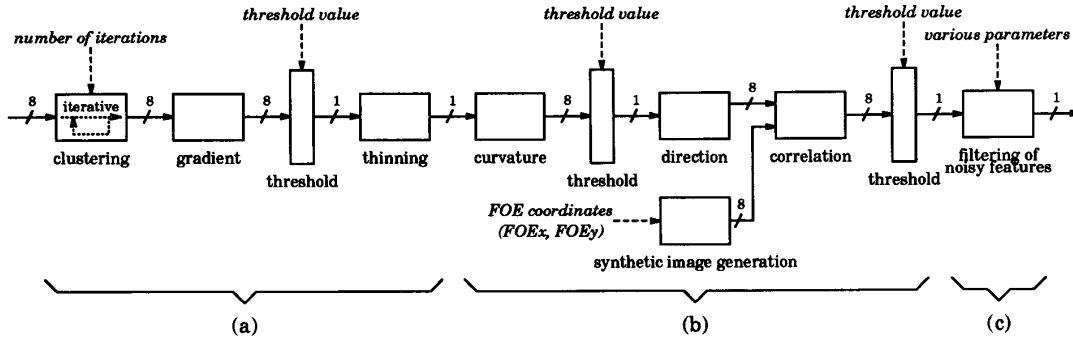 threshold value
threshold value
threshold value
number of iterations
various parameters
8
iterative
8
8
1
1
8
1
8
8
1
1
clustering
gradient
thinning
curvature
direction
correlation
filtering of
noisy features
threshold
threshold
threshold
8
FOE coordinates
(FOEx, FOEy)
synthetic image generation
(a)
(b)
(c)